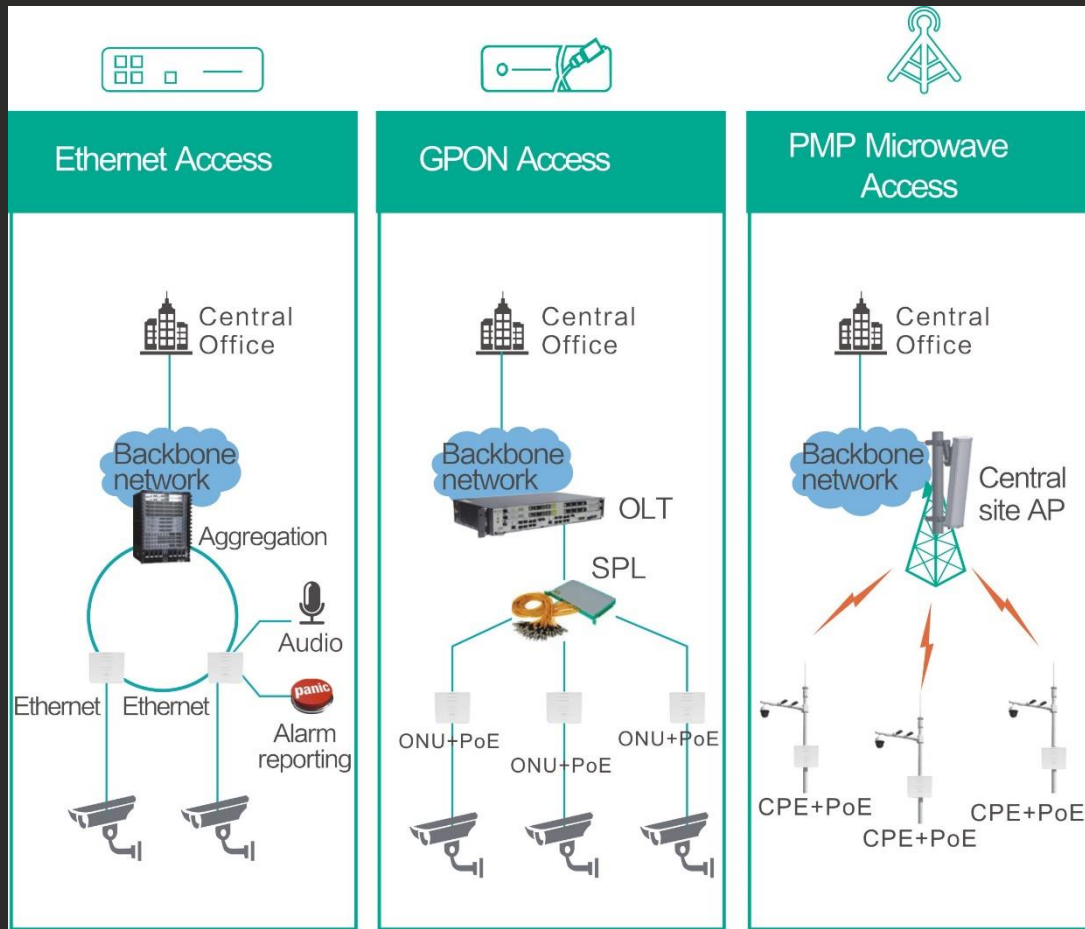 Ethernet Access
Central
Office
Backbone
network
Aggregation
Audio
panic
Ethernet
Ethernet
Alarm
reporting
GPON Access
Central
Office
Backbone
network
OLT
SPL
ONU+PoE
ONU+PoE
ONU+PoE
PMP Microwave
Access
Central
Office
Backbone
network
Central
site AP
CPE+PoE
CPE+PoE
CPE+PoE